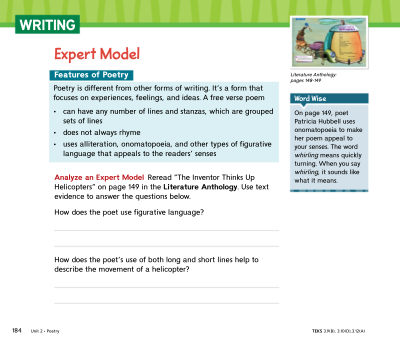 WRITING
Expert Model
Features of Poetry
Poetry is different from other forms of writing. It's a form that
focuses on experiences, feelings, and ideas. A free verse poem
• can have any number of lines and stanzas, which are grouped
sets of lines
• does not always rhyme
• uses alliteration, onomatopoeia, and other types of figurative
language that appeals to the readers' senses
Analyze an Expert Model Reread "The Inventor Thinks Up
Helicopters" on page 149 in the Literature Anthology. Use text
evidence to answer the questions below.
How does the poet use figurative language?
How does the poet's use of both long and short lines help to
describe the movement of a helicopter?
Literature Anthology:
pages 148-149
Word Wise
On page 149, poet
Patricia Hubbell uses
onomatopoeia to make
her poem appeal to
your senses. The word
whirling means quickly
turning. When you say
whirling, it sounds like
what it means.
184 Unit 2 • Poetry
TEKS 3.9(B), 3.10(D), 3.12(A)